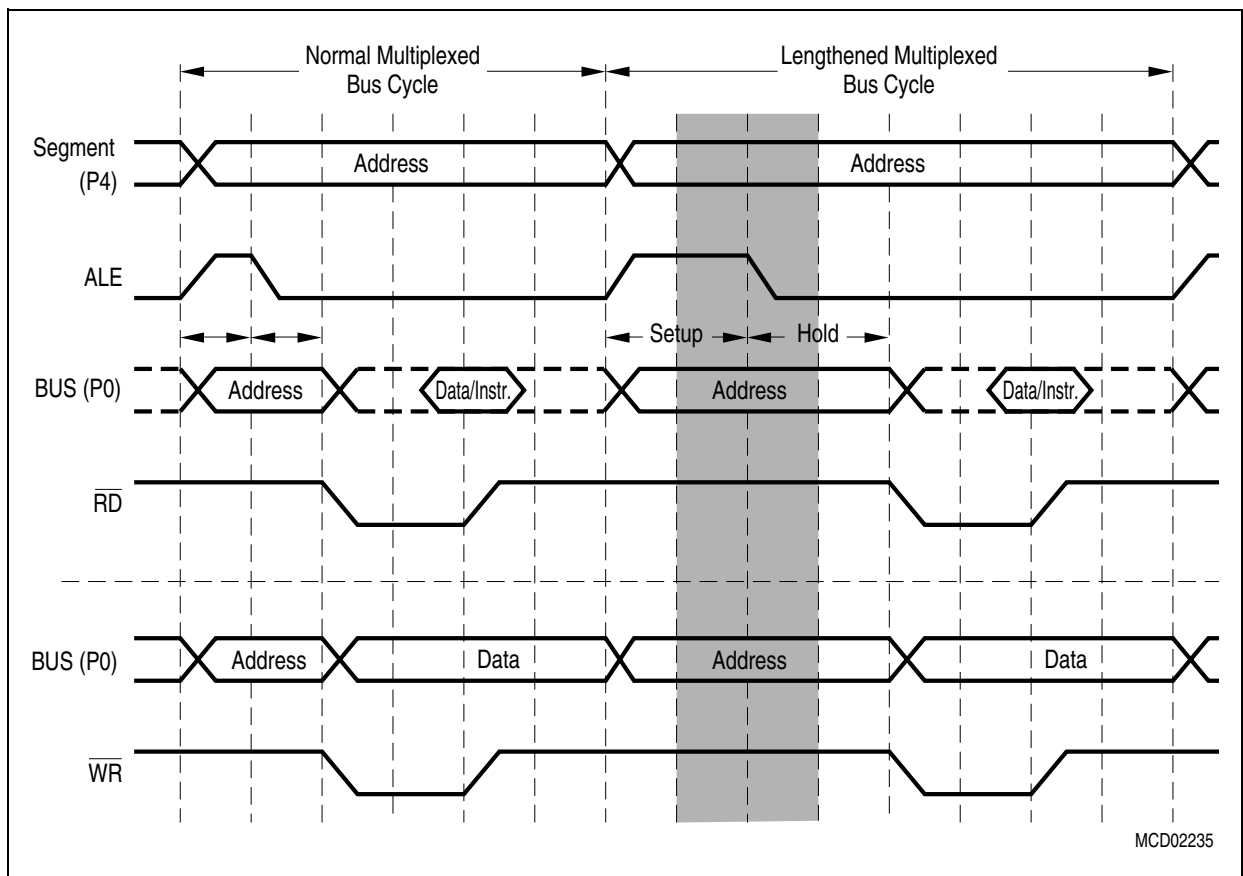 Normal Multiplexed
Bus Cycle
Lengthened Multiplexed
Bus Cycle
Segment
(P4)
Address
Address
ALE
Setup
Hold
BUS (P0)
Address
Data/Instr.
Address
Data/Instr.
RD
BUS (P0)
Address
Data
Address
Data
WR
MCD02235